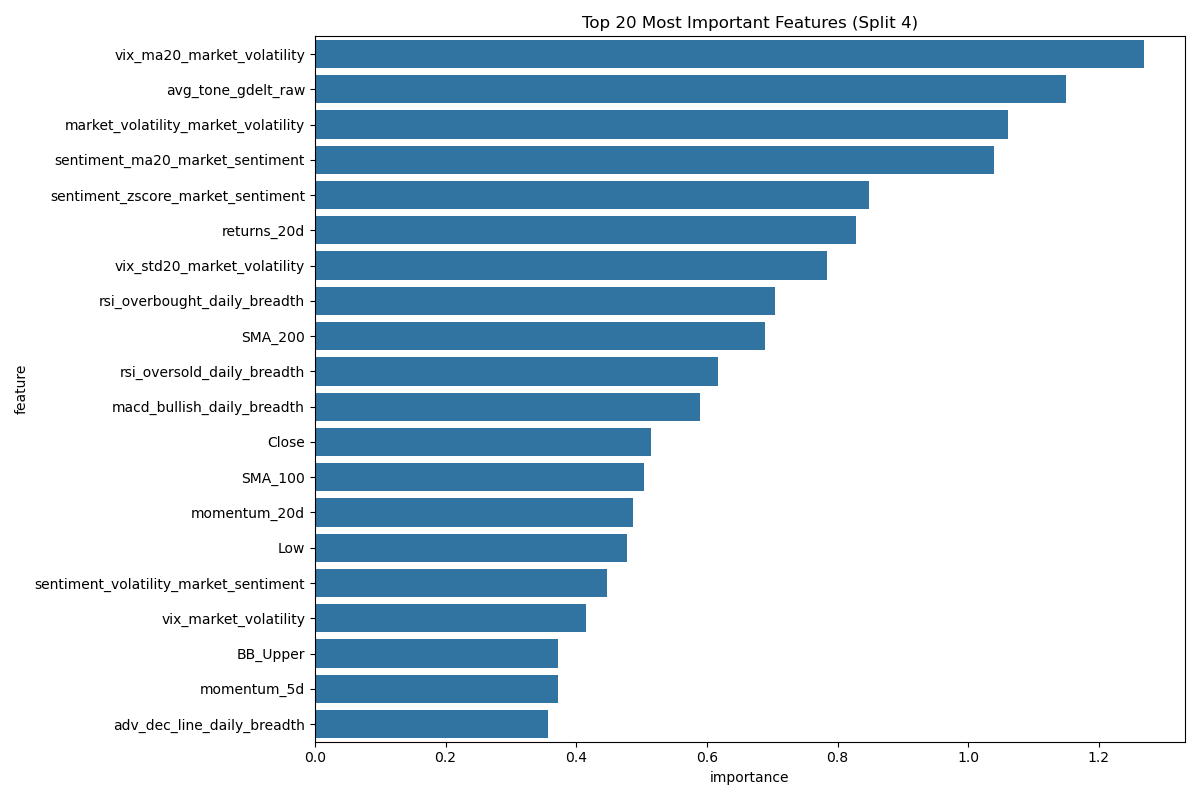 Top 20 Most Important Features (Split 4)
vix_ma20_market_volatility
avg_tone_gdelt_raw
market_volatility_market_volatility
sentiment_ma20_market_sentiment
sentiment_zscore_market_sentiment
returns_20d
vix_std20_market_volatility
rsi_overbought_daily_breadth
SMA_200
rsi_oversold_daily_breadth
macd_bullish_daily_breadth
Close
SMA_100
momentum_20d
Low
sentiment_volatility_market_sentiment
vix_market_volatility
BB_Upper
momentum_5d
adv_dec_line_daily_breadth
feature
0.0 0.2 0.4 0.6 0.8 1.0 1.2
importance